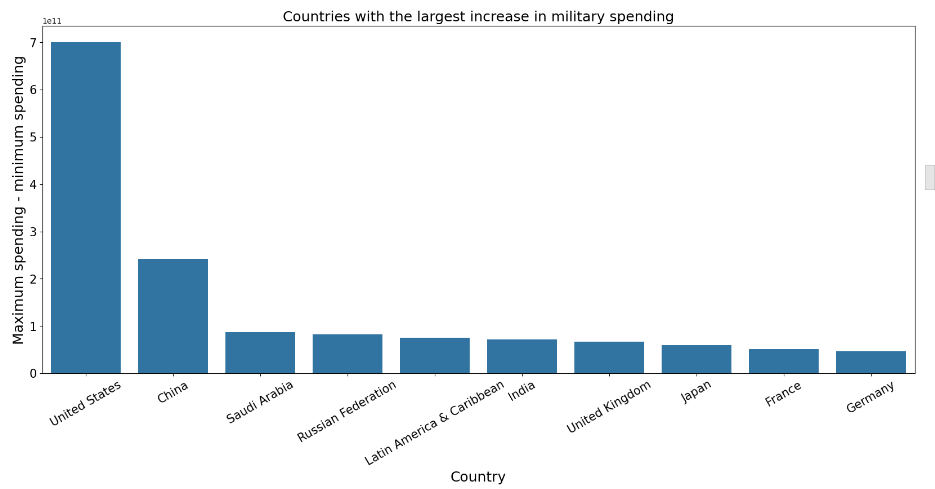 Countries with the largest increase in military spending
1e11
7
6
5
4
3
2
1
0
Maximum spending - minimum spending
United States
China
Saudi Arabia
Russian Federation
Latin America & Caribbean
India
United Kingdom
Japan
France
Germany
Country